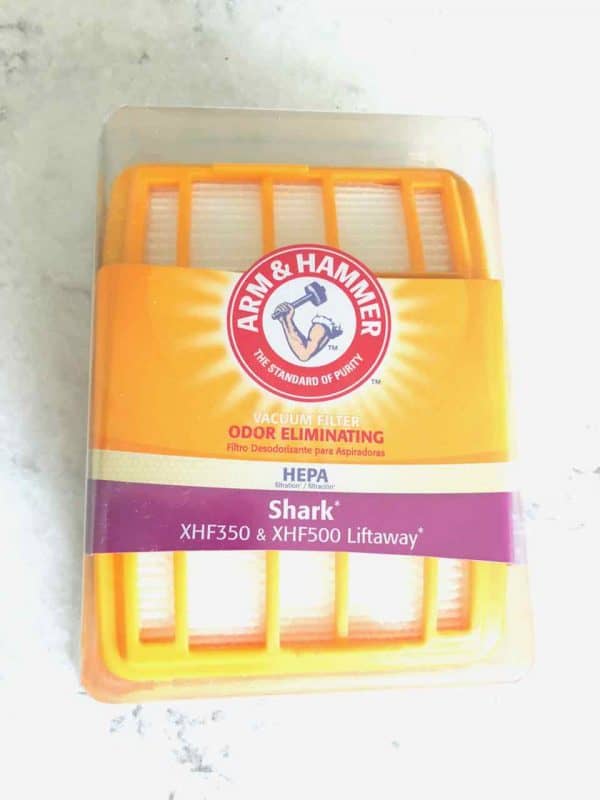 ARM & HAMMER
TM
THE STANDARD OF PURITY
TM
VACUUM FILTER
ODOR ELIMINATING
Filtro Desodorizante para Aspiradoras
HEPA
filtration* / filtración*
Shark*
XHF350 & XHF500 Liftaway*